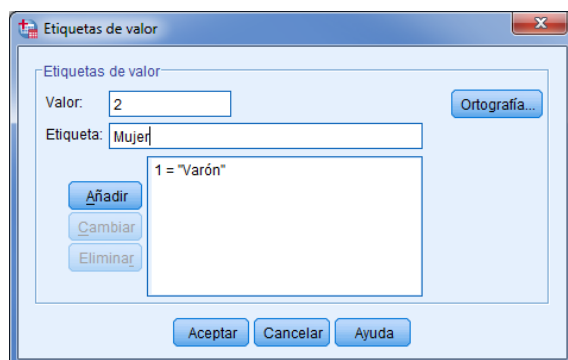 Etiquetas de valor
Etiquetas de valor
Valor: 2
Ortografía...
Etiqueta: Mujer
1 = "Varón"
Añadir
Cambiar
Eliminar
Aceptar Cancelar Ayuda